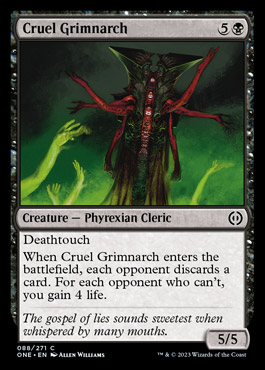 Cruel Grimnarch 5
Creature — Phyrexian Cleric
Deathtouch
When Cruel Grimnarch enters the
battlefield, each opponent discards a
card. For each opponent who can't,
you gain 4 life.
The gospel of lies sounds sweetest when
whispered by many mouths.
5/5
088/271 C
ONE • EN Allen Williams
™ & © 2023 Wizards of the Coast